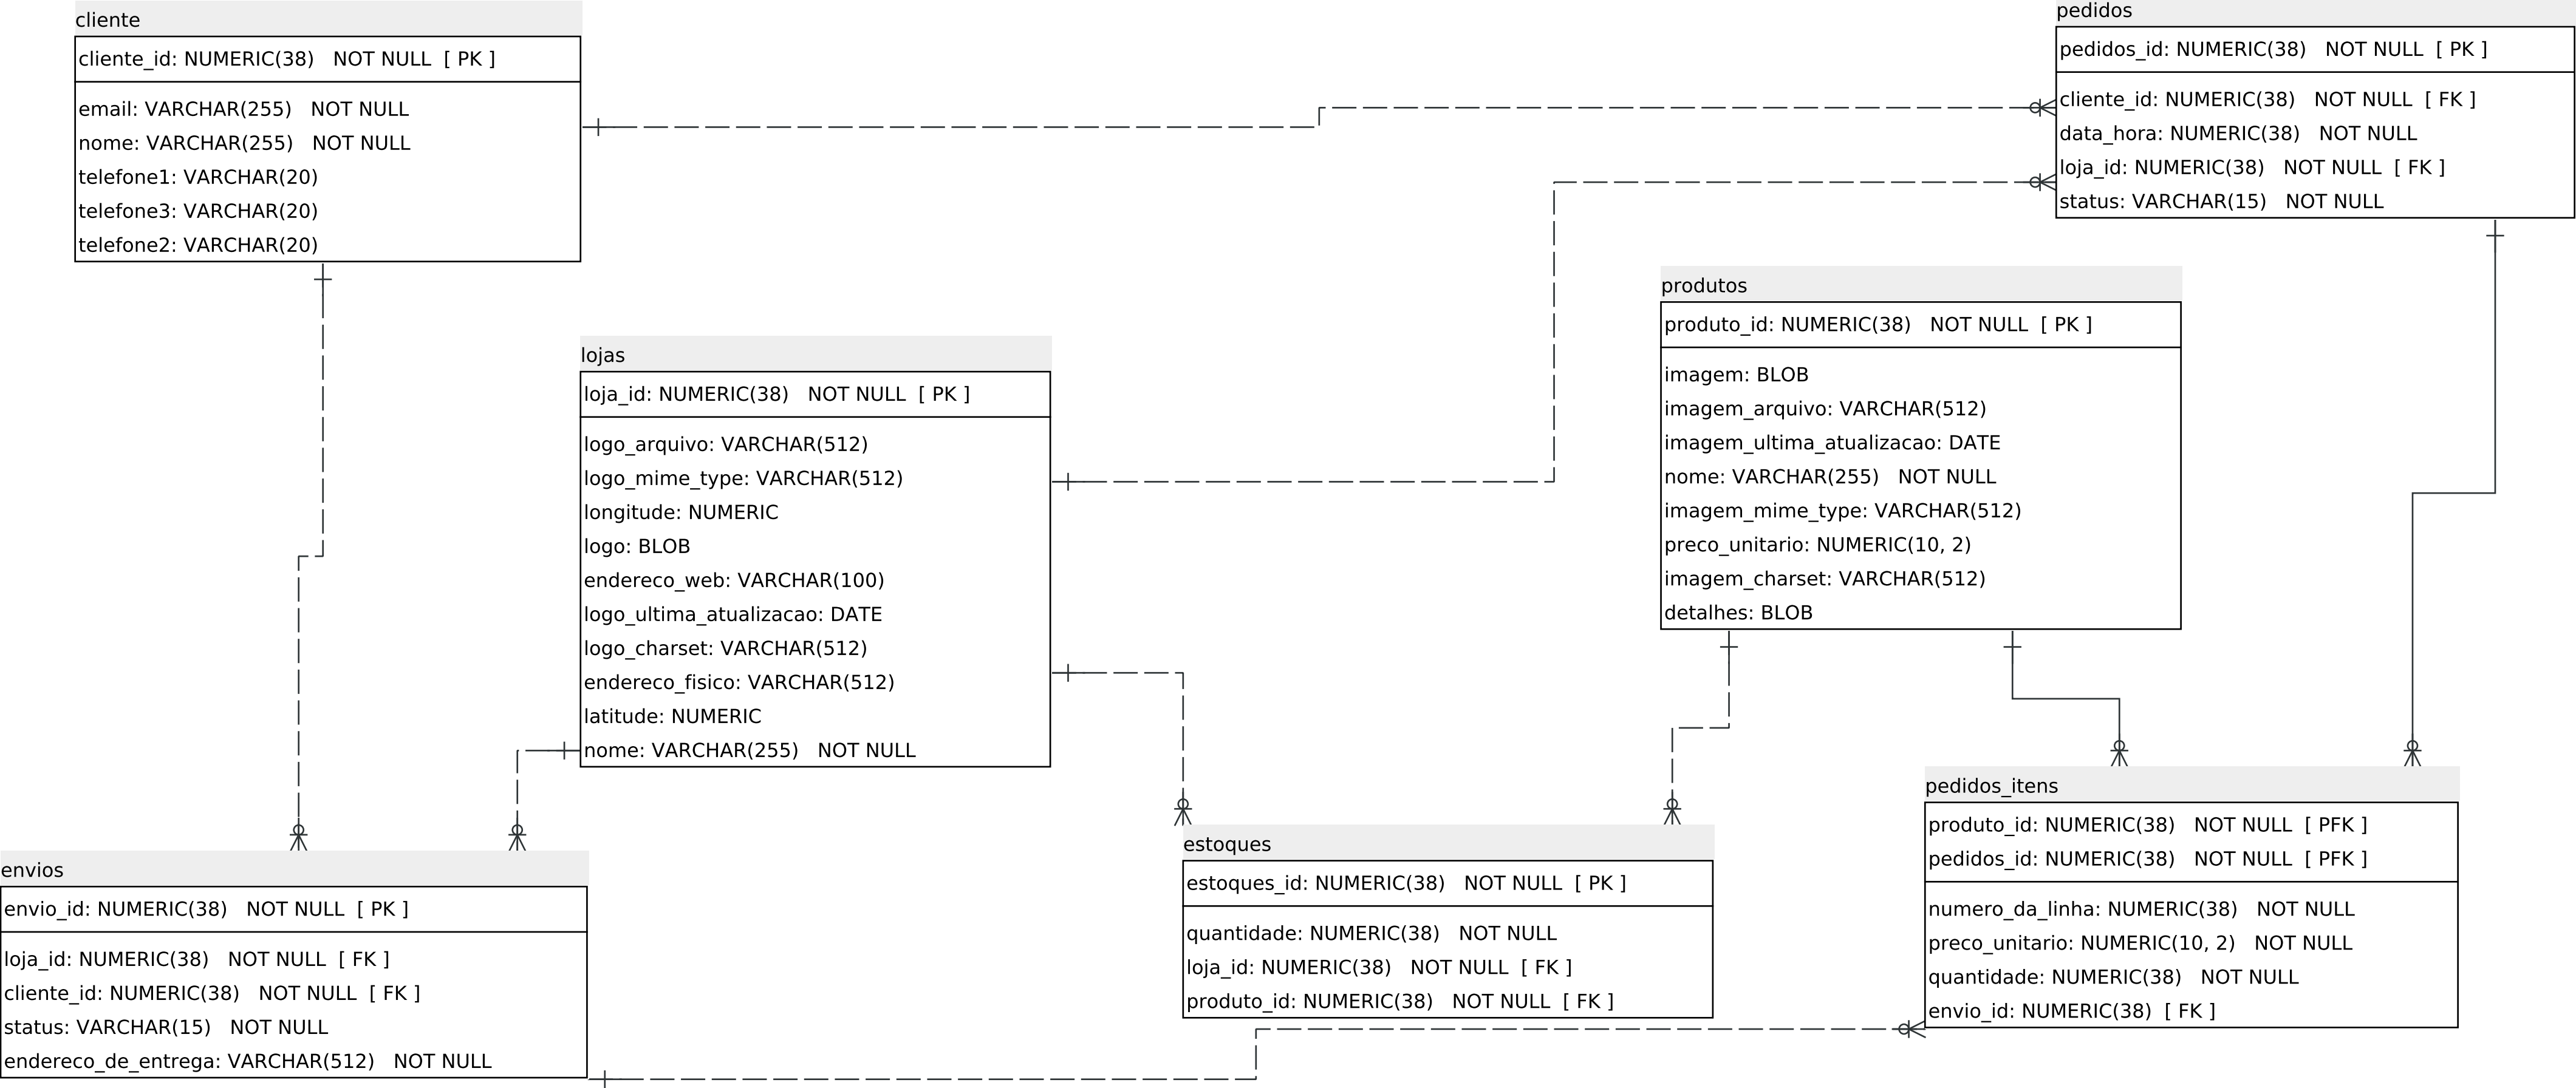 cliente
cliente_id: NUMERIC(38) NOT NULL [ PK ]
email: VARCHAR(255) NOT NULL
nome: VARCHAR(255) NOT NULL
telefone1: VARCHAR(20)
telefone3: VARCHAR(20)
telefone2: VARCHAR(20)
pedidos
pedidos_id: NUMERIC(38) NOT NULL [ PK ]
cliente_id: NUMERIC(38) NOT NULL [ FK ]
data_hora: NUMERIC(38) NOT NULL
loja_id: NUMERIC(38) NOT NULL [ FK ]
status: VARCHAR(15) NOT NULL
produtos
produto_id: NUMERIC(38) NOT NULL [ PK ]
imagem: BLOB
imagem_arquivo: VARCHAR(512)
imagem_ultima_atualizacao: DATE
nome: VARCHAR(255) NOT NULL
imagem_mime_type: VARCHAR(512)
preco_unitario: NUMERIC(10, 2)
imagem_charset: VARCHAR(512)
detalhes: BLOB
lojas
loja_id: NUMERIC(38) NOT NULL [ PK ]
logo_arquivo: VARCHAR(512)
logo_mime_type: VARCHAR(512)
longitude: NUMERIC
logo: BLOB
endereco_web: VARCHAR(100)
logo_ultima_atualizacao: DATE
logo_charset: VARCHAR(512)
endereco_fisico: VARCHAR(512)
latitude: NUMERIC
nome: VARCHAR(255) NOT NULL
envios
envio_id: NUMERIC(38) NOT NULL [ PK ]
loja_id: NUMERIC(38) NOT NULL [ FK ]
cliente_id: NUMERIC(38) NOT NULL [ FK ]
status: VARCHAR(15) NOT NULL
endereco_de_entrega: VARCHAR(512) NOT NULL
estoques
estoques_id: NUMERIC(38) NOT NULL [ PK ]
quantidade: NUMERIC(38) NOT NULL
loja_id: NUMERIC(38) NOT NULL [ FK ]
produto_id: NUMERIC(38) NOT NULL [ FK ]
pedidos_itens
produto_id: NUMERIC(38) NOT NULL [ PFK ]
pedidos_id: NUMERIC(38) NOT NULL [ PFK ]
numero_da_linha: NUMERIC(38) NOT NULL
preco_unitario: NUMERIC(10, 2) NOT NULL
quantidade: NUMERIC(38) NOT NULL
envio_id: NUMERIC(38) [ FK ]